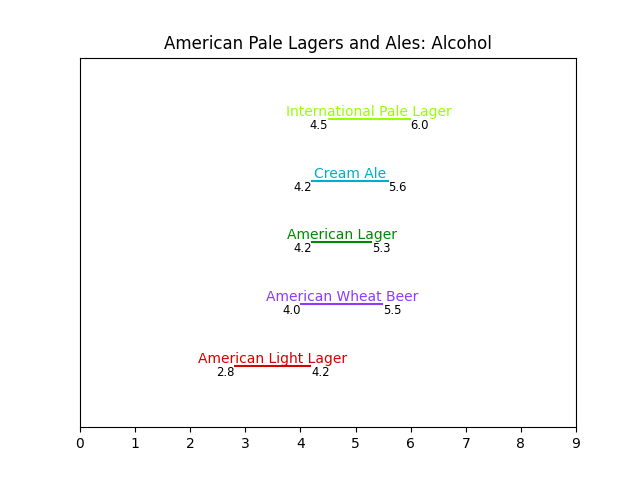 American Pale Lagers and Ales: Alcohol
International Pale Lager
4.5 6.0
Cream Ale
4.2 5.6
American Lager
4.2 5.3
American Wheat Beer
4.0 5.5
American Light Lager
2.8 4.2
0 1 2 3 4 5 6 7 8 9